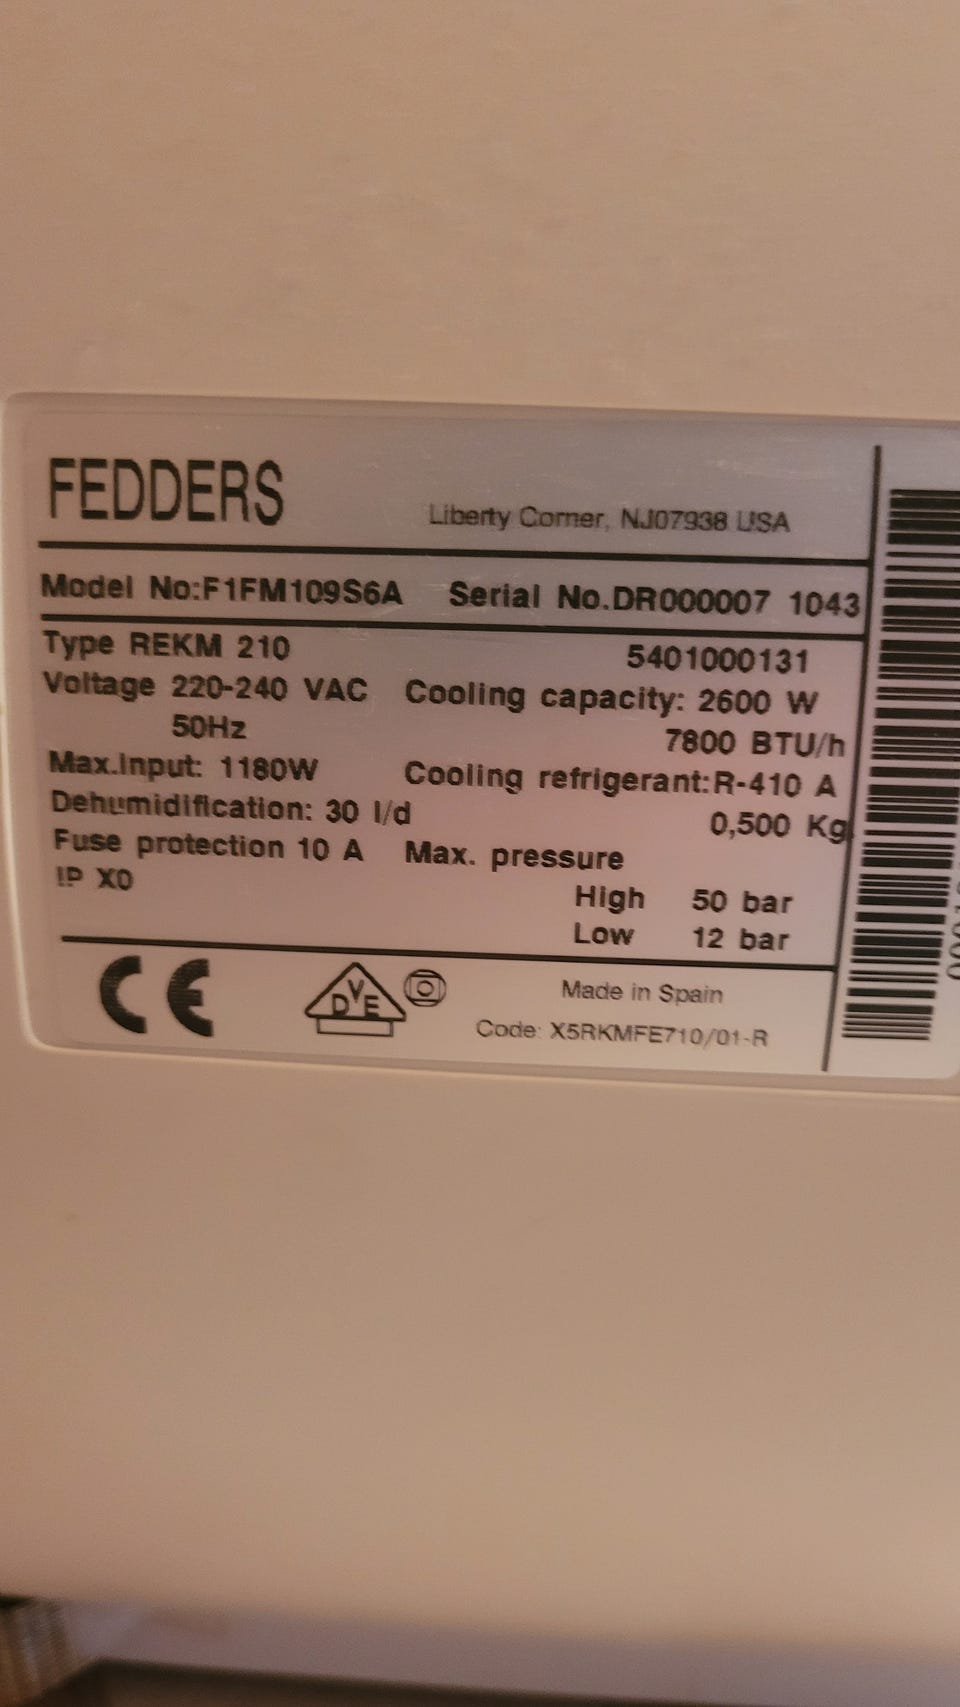 FEDDERS
Liberty Corner, NJ07938 USA
Model No:F1FM109S6A Serial No.DR000007 1043
Type REKM 210 5401000131
Voltage 220-240 VAC Cooling capacity: 2600 W
50Hz 7800 BTU/h
Max.Input: 1180W Cooling refrigerant:R-410 A
Dehumidification: 30 l/d 0,500 Kg
Fuse protection 10 A Max. pressure
IP X0 High 50 bar
Low 12 bar
CE DVE Made in Spain
Code: X5RKMFE710/01-R